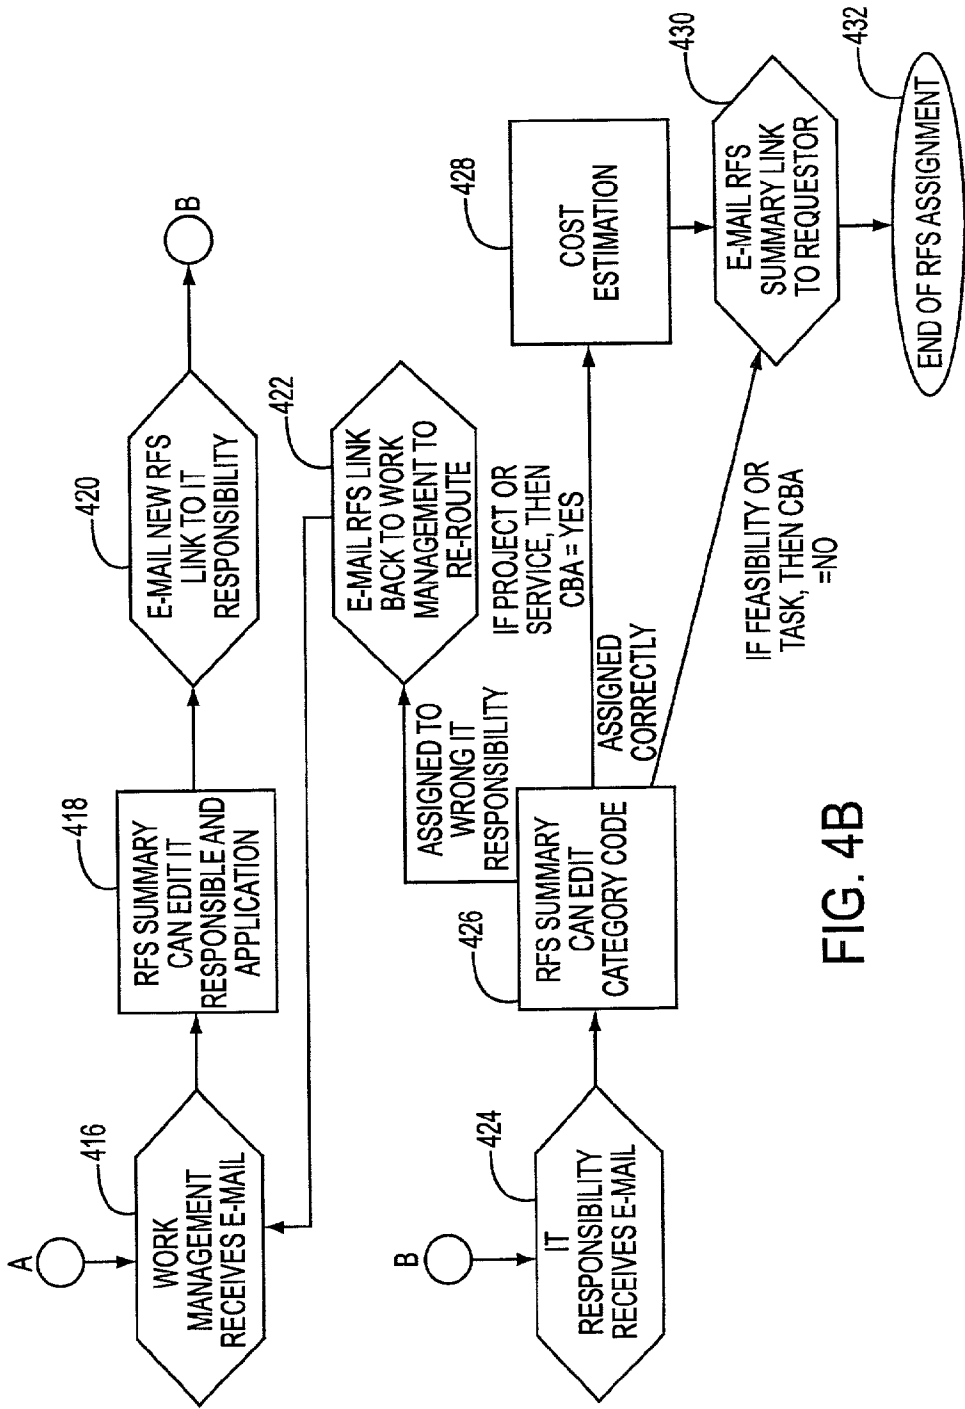 A
416
WORK
MANAGEMENT
RECEIVES E-MAIL
418
RFS SUMMARY
CAN EDIT IT
RESPONSIBLE AND
APPLICATION
420
E-MAIL NEW RFS
LINK TO IT
RESPONSIBILITY
B
422
E-MAIL RFS LINK
BACK TO WORK
MANAGEMENT TO
RE-ROUTE
ASSIGNED TO
WRONG IT
RESPONSIBILITY
B
424
IT
RESPONSIBILITY
RECEIVES E-MAIL
426
RFS SUMMARY
CAN EDIT
CATEGORY CODE
IF PROJECT OR
SERVICE, THEN
CBA = YES
ASSIGNED
CORRECTLY
IF FEASIBILITY OR
TASK, THEN CBA
=NO
428
COST
ESTIMATION
430
E-MAIL RFS
SUMMARY LINK
TO REQUESTOR
432
END OF RFS ASSIGNMENT
FIG. 4B